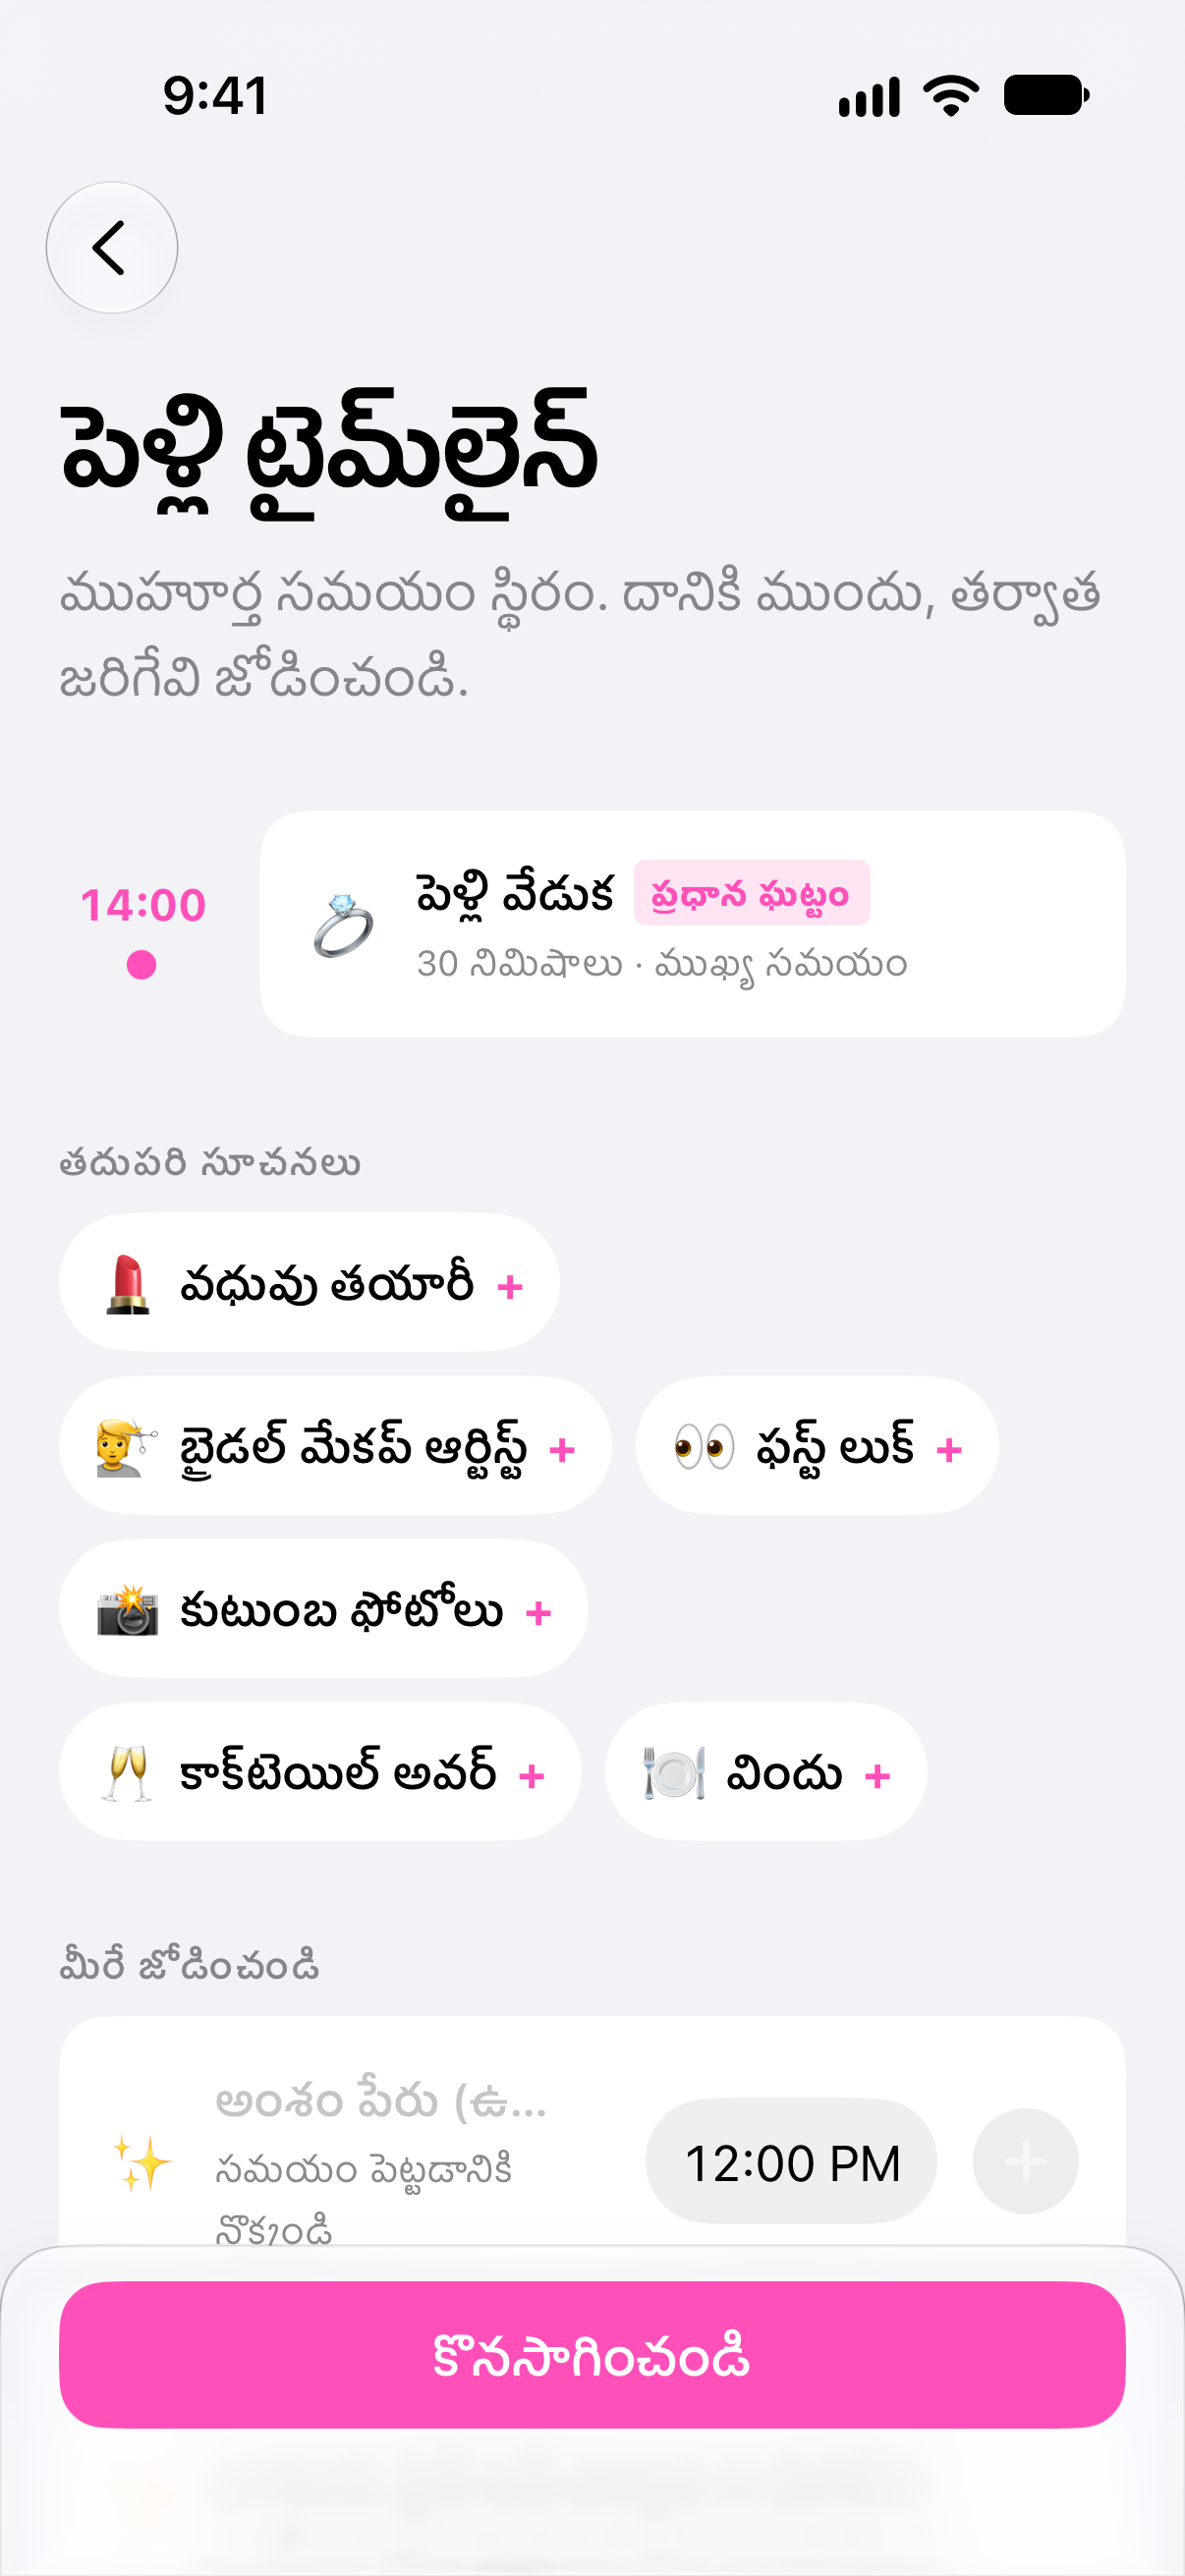 9:41
పెళ్లి టైమ్‌లైన్
ముహూర్త సమయం స్థిరం. దానికి ముందు, తర్వాత
జరిగేవి జోడించండి.
14:00
పెళ్లి వేడుక
ప్రధాన ఘట్టం
30 నిమిషాలు · ముఖ్య సమయం
తదుపరి సూచనలు
వధువు తయారీ +
బ్రైడల్ మేకప్ ఆర్టిస్ట్ +
ఫస్ట్ లుక్ +
కుటుంబ ఫోటోలు +
కాక్‌టెయిల్ అవర్ +
విందు +
మీరే జోడించండి
అంశం పేరు (ఉ...
సమయం పెట్టడానికి
నొక్కండి
12:00 PM
కొనసాగించండి